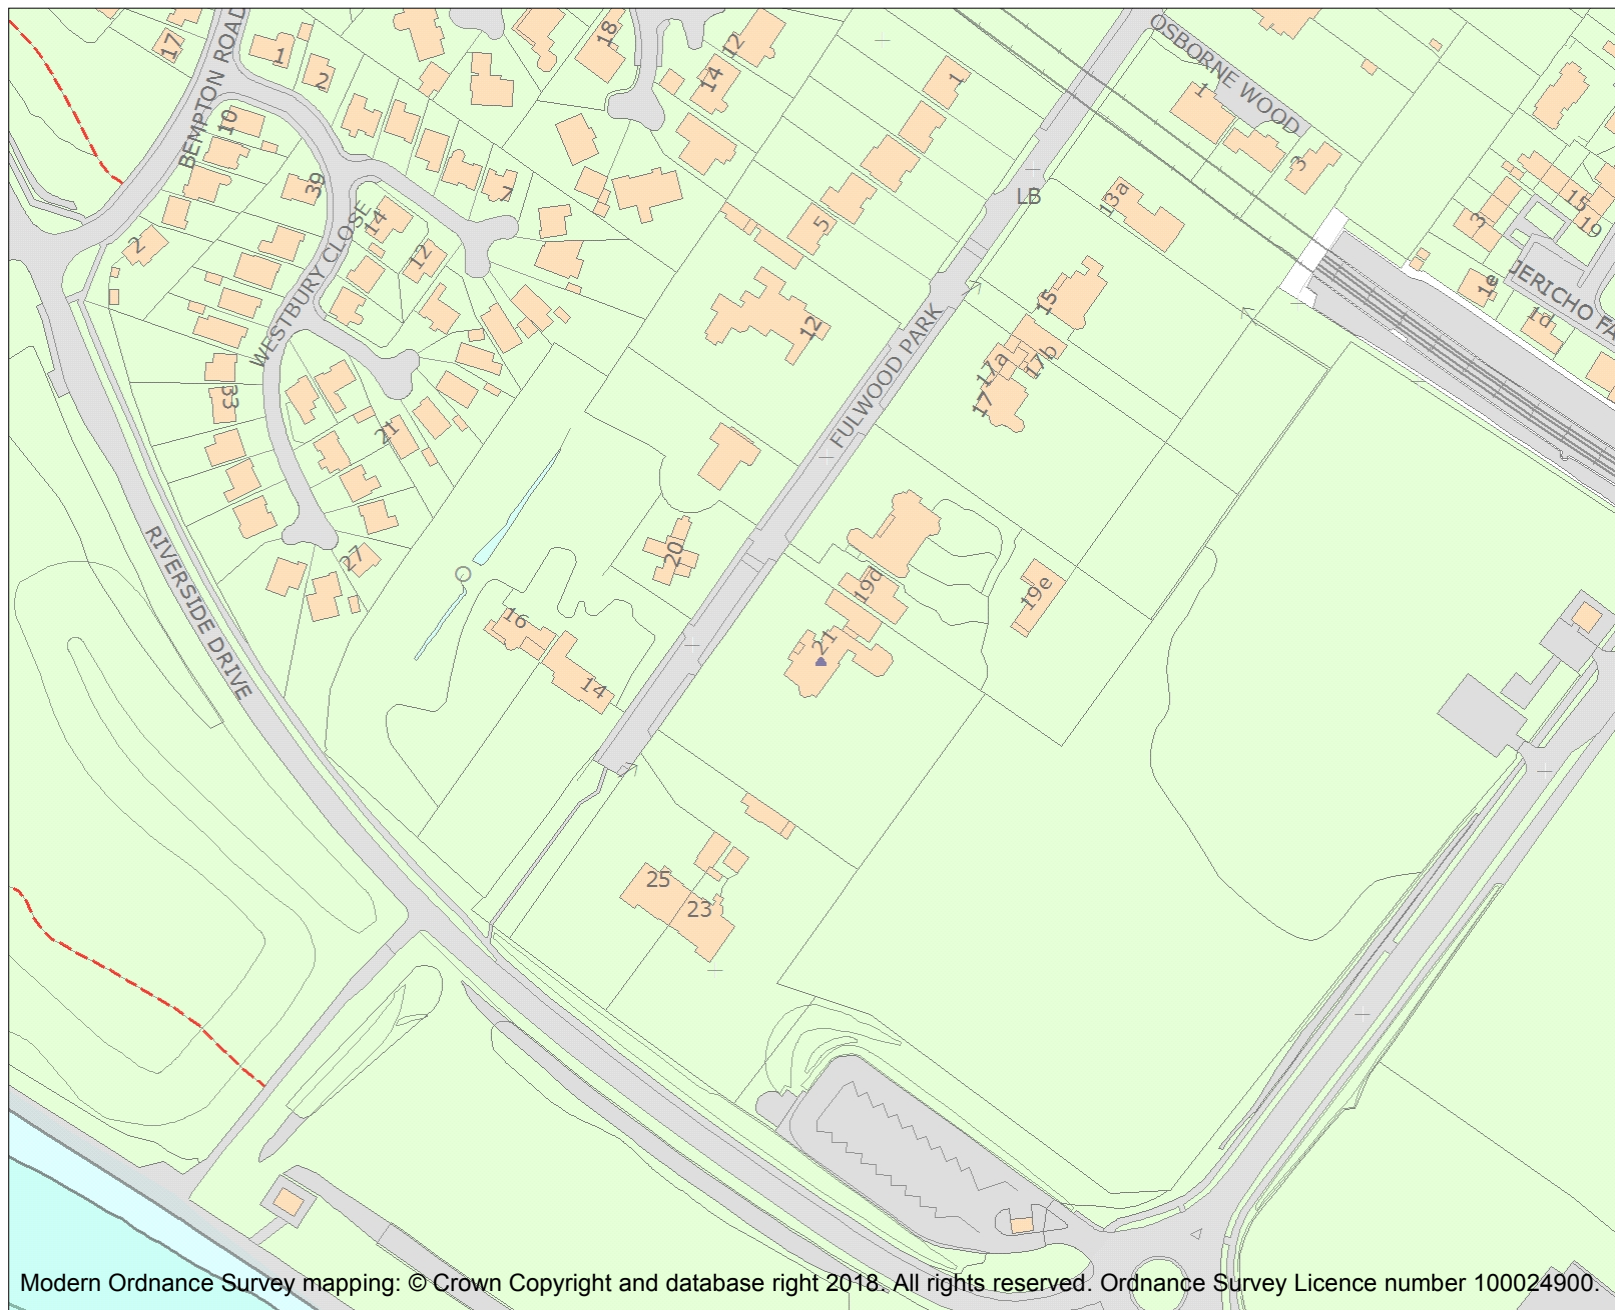 17
BEMPTON ROAD
1
2
18
12
14
1
OSBORNE WOOD
1
3
10
39
7
2
14
12
WESTBURY CLOSE
5
LB
13a
15
3
19
1e
JERICHO FA
1d
12
15
17a
17b
17
FULWOOD PARK
33
21
27
RIVERSIDE DRIVE
20
19d
19e
16
21
14
25
23
Modern Ordnance Survey mapping: © Crown Copyright and database right 2018. All rights reserved. Ordnance Survey Licence number 100024900.